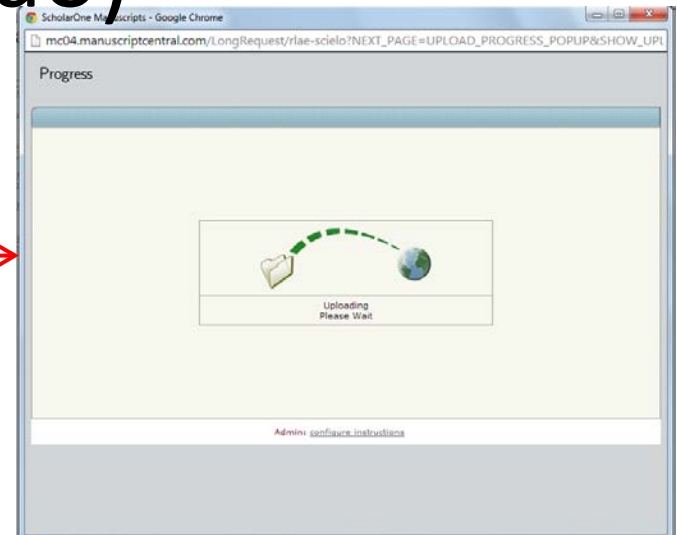 ScholarOne Manuscripts - Google Chrome
mc04.manuscriptcentral.com/LongRequest/rlae-scielo?NEXT_PAGE=UPLOAD_PROGRESS_POPUP&SHOW_UPL
Progress
Uploading
Please Wait
Admin: configure instructions